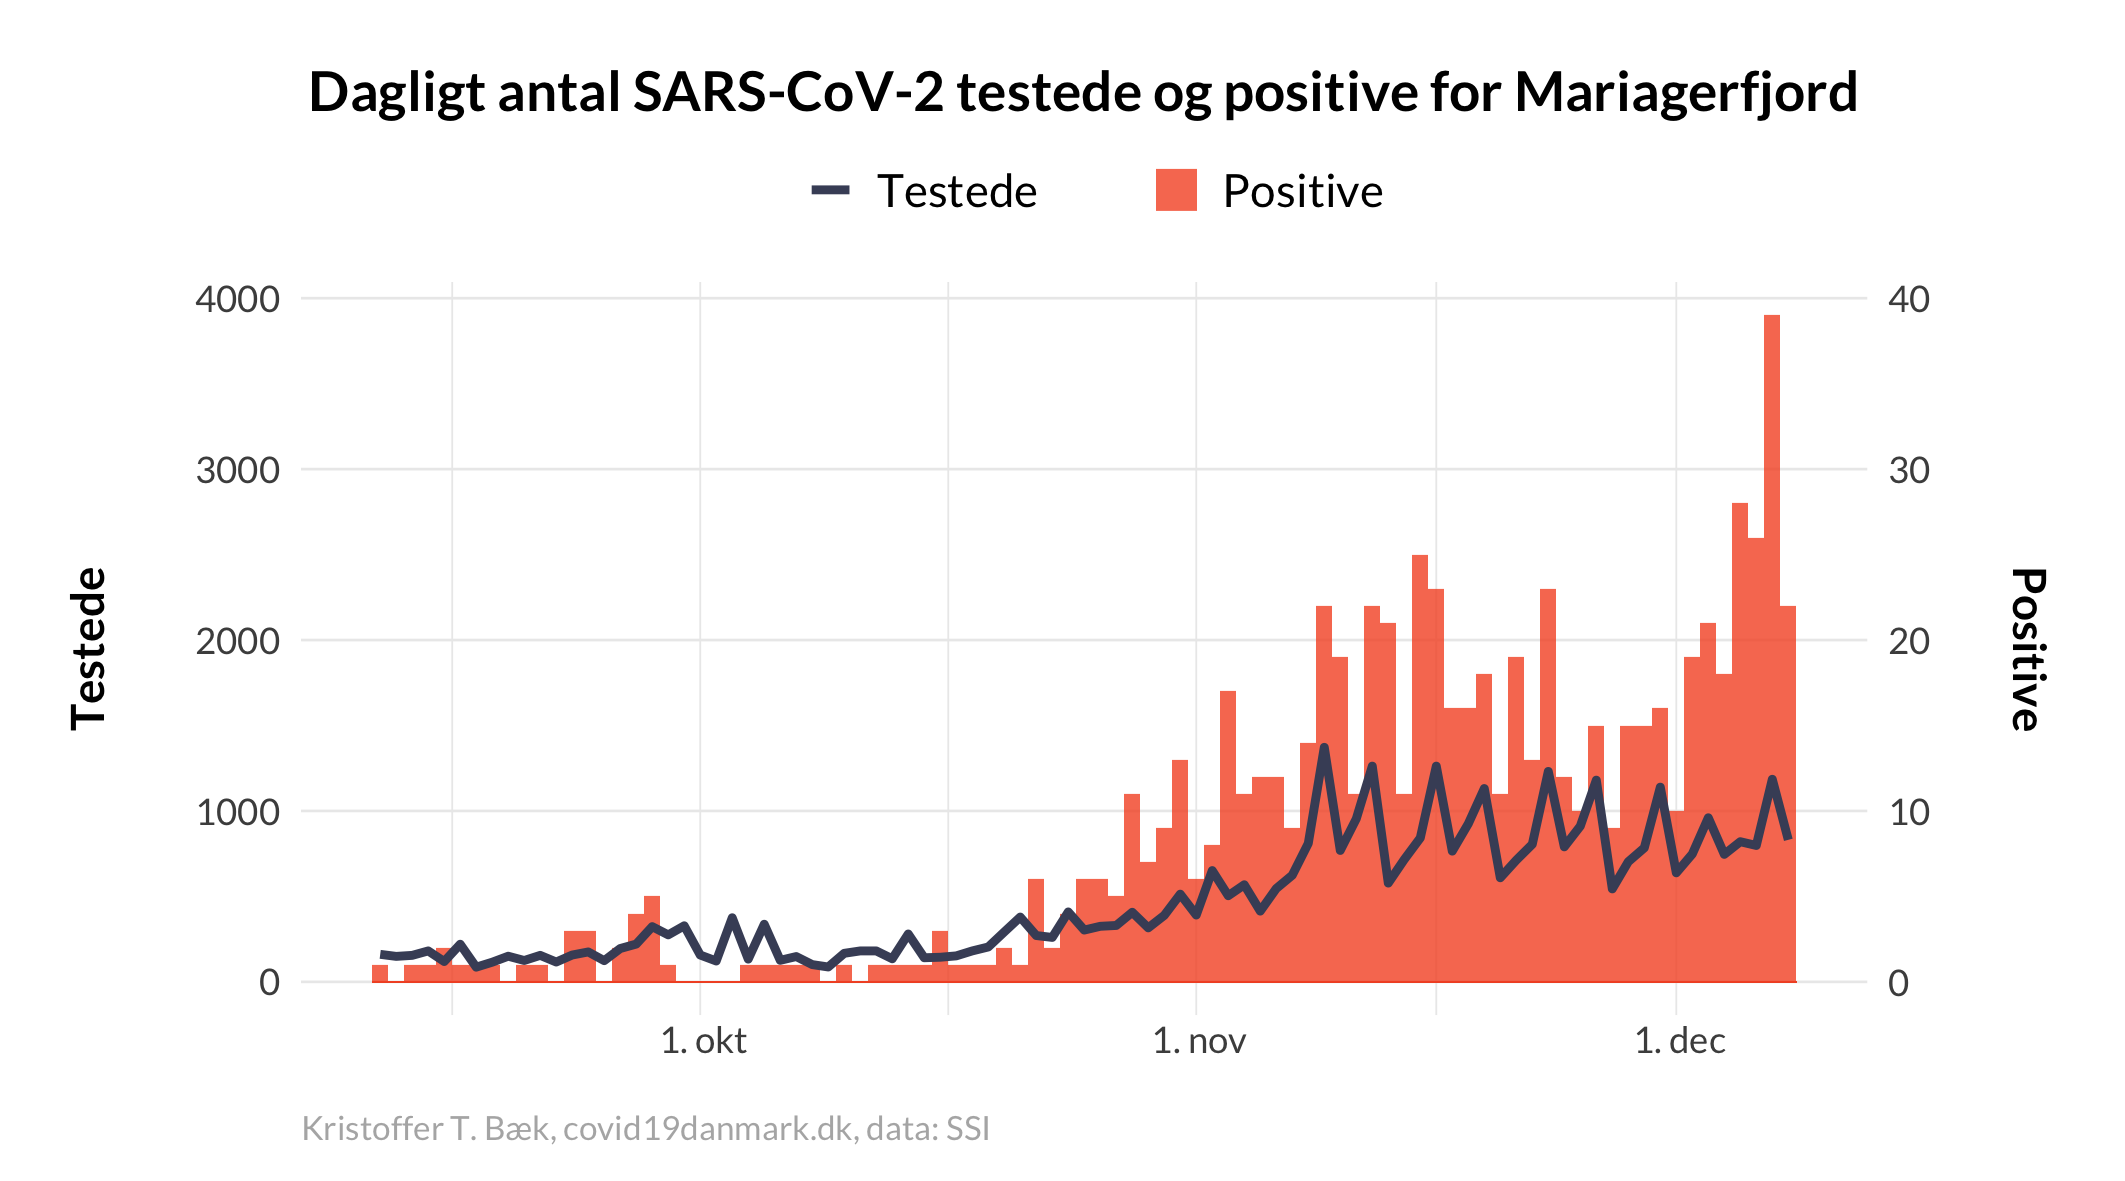 Dagligt antal SARS-CoV-2 testede og positive for Mariagerfjord
Testede
Positive
4000
3000
2000
1000
0
40
30
20
10
0
Testede
Positive
1. okt
1. nov
1. dec
Kristoffer T. Bæk, covid19danmark.dk, data: SSI